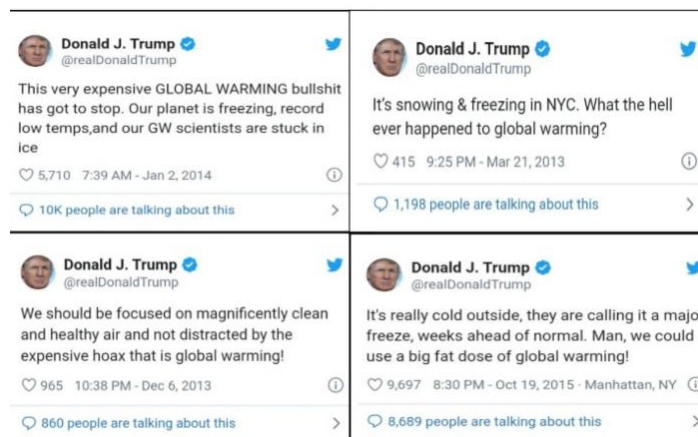 Donald J. Trump
@realDonaldTrump
This very expensive GLOBAL WARMING bullshit
has got to stop. Our planet is freezing, record
low temps,and our GW scientists are stuck in
ice
5,710 7:39 AM - Jan 2, 2014
10K people are talking about this
Donald J. Trump
@realDonaldTrump
It's snowing & freezing in NYC. What the hell
ever happened to global warming?
415 9:25 PM - Mar 21, 2013
1,198 people are talking about this
Donald J. Trump
@realDonaldTrump
We should be focused on magnificently clean
and healthy air and not distracted by the
expensive hoax that is global warming!
965 10:38 PM - Dec 6, 2013
860 people are talking about this
Donald J. Trump
@realDonaldTrump
It's really cold outside, they are calling it a majo
freeze, weeks ahead of normal. Man, we could
use a big fat dose of global warming!
9,697 8:30 PM - Oct 19, 2015 · Manhattan, NY
8,689 people are talking about this